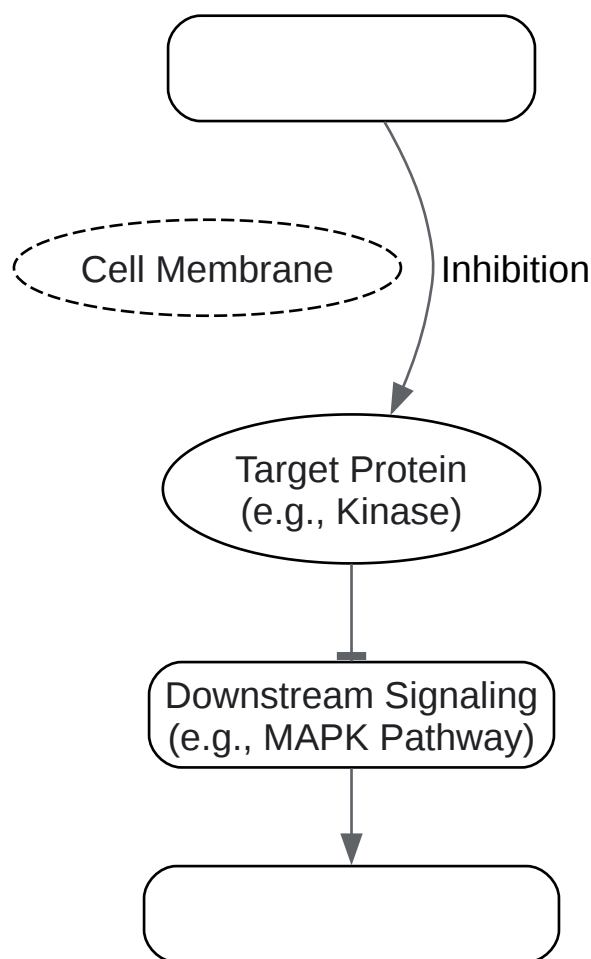 Cell Membrane
Inhibition
Target Protein
(e.g., Kinase)
Downstream Signaling
(e.g., MAPK Pathway)